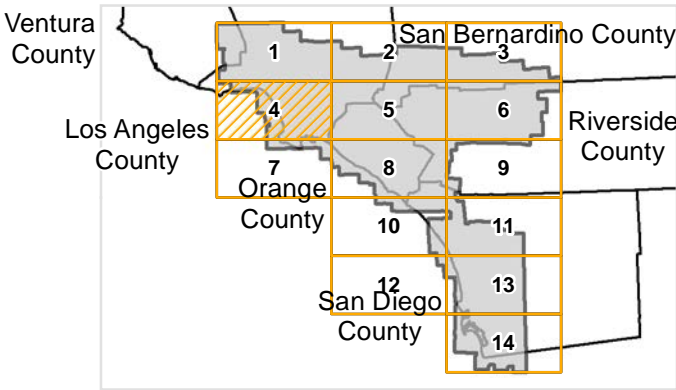 Ventura
County
San Bernardino County
1
2
3
4
5
6
Los Angeles
County
Riverside
County
7
8
9
Orange
County
10
11
12
13
San Diego
County
14